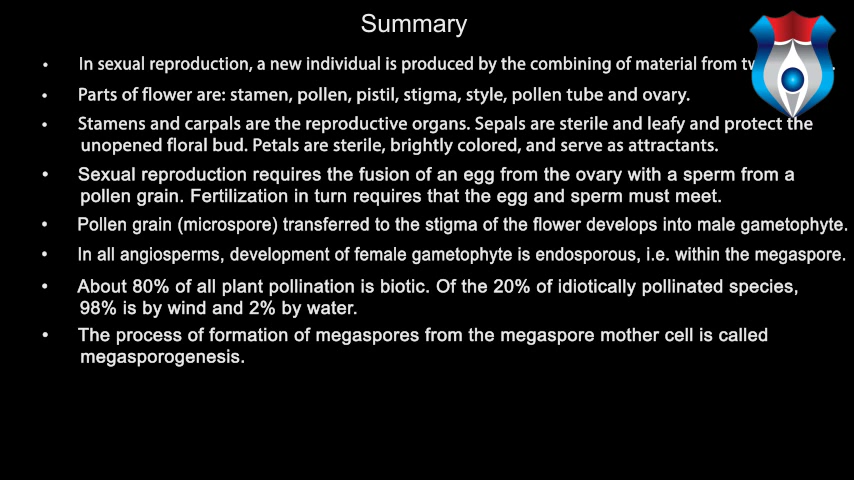 Summary
• In sexual reproduction, a new individual is produced by the combining of material from
• Parts of flower are: stamen, pollen, pistil, stigma, style, pollen tube and ovary.
• Stamens and carpals are the reproductive organs. Sepals are sterile and leafy and protect the
unopened floral bud. Petals are sterile, brightly colored, and serve as attractants.
• Sexual reproduction requires the fusion of an egg from the ovary with a sperm from a
pollen grain. Fertilization in turn requires that the egg and sperm must meet.
• Pollen grain (microspore) transferred to the stigma of the flower develops into male gametophyte.
• In all angiosperms, development of female gametophyte is endosporous, i.e. within the megaspore.
• About 80% of all plant pollination is biotic. Of the 20% of idiotically pollinated species,
98% is by wind and 2% by water.
• The process of formation of megaspores from the megaspore mother cell is called
megasporogenesis.